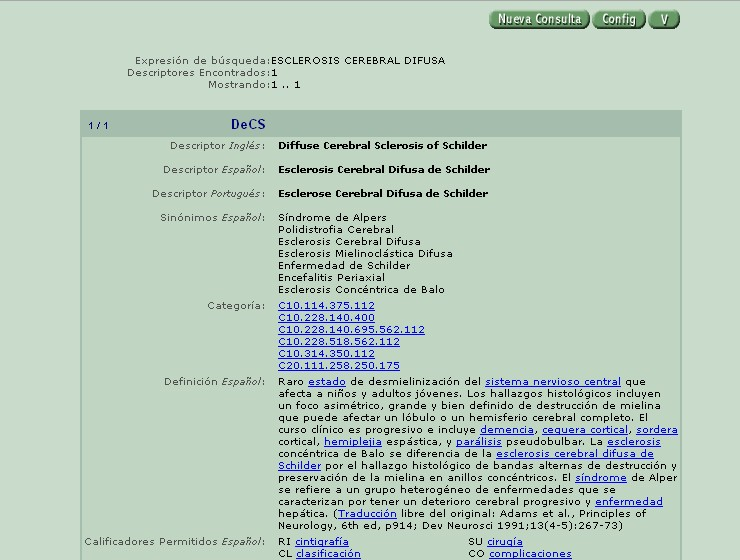 Nueva Consulta Config V
Expresión de búsqueda:ESCLEROSIS CEREBRAL DIFUSA
Descriptores Encontrados:1
Mostrando:1 .. 1
1 / 1 DeCS
Descriptor Inglés: Diffuse Cerebral Sclerosis of Schilder
Descriptor Español: Esclerosis Cerebral Difusa de Schilder
Descriptor Portugués: Esclerose Cerebral Difusa de Schilder
Sinónimos Español: Síndrome de Alpers
Polidistrofia Cerebral
Esclerosis Cerebral Difusa
Esclerosis Mielinoclástica Difusa
Enfermedad de Schilder
Encefalitis Periaxial
Esclerosis Concéntrica de Balo
Categoría: C10.114.375.112
C10.228.140.400
C10.228.140.695.562.112
C10.228.518.562.112
C10.314.350.112
C20.111.258.250.175
Definición Español: Raro estado de desmielinización del sistema nervioso central que
afecta a niños y adultos jóvenes. Los hallazgos histológicos incluyen
un foco asimétrico, grande y bien definido de destrucción de mielina
que puede afectar un lóbulo o un hemisferio cerebral completo. El
curso clínico es progresivo e incluye demencia, ceguera cortical, sordera
cortical, hemiplejia espástica, y parálisis pseudobulbar. La esclerosis
concéntrica de Balo se diferencia de la esclerosis cerebral difusa de
Schilder por el hallazgo histológico de bandas alternas de destrucción y
preservación de la mielina en anillos concéntricos. El síndrome de Alper
se refiere a un grupo heterogéneo de enfermedades que se
caracterizan por tener un deterioro cerebral progresivo y enfermedad
hepática. (Traducción libre del original: Adams et al., Principles of
Neurology, 6th ed, p914; Dev Neurosci 1991;13(4-5):267-73)
Calificadores Permitidos Español: RI cintigrafía SU cirugía
CL clasificación CO complicaciones